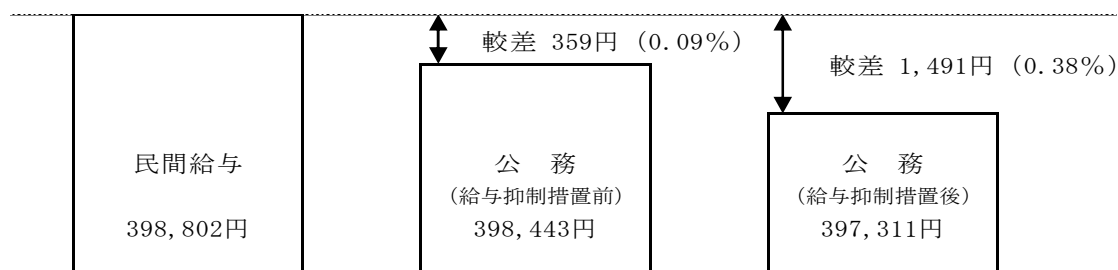 較差 359円 (0.09%)
較差 1,491円 (0.38%)
民間給与
398,802円
公 務
(給与抑制措置前)
398,443円
公 務
(給与抑制措置後)
397,311円